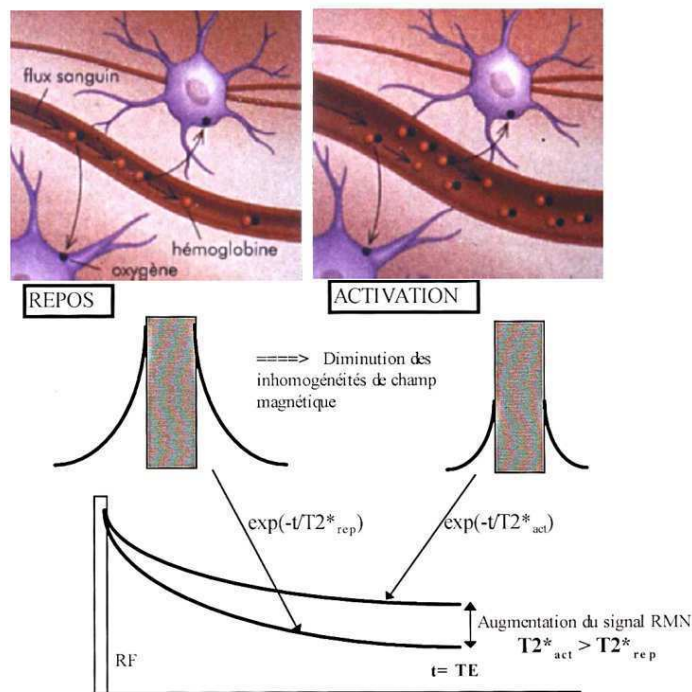 flux sanguin
hémoglobine
oxygène
REPOS
ACTIVATION
====> Diminution des
inhomogénéités de champ
magnétique
exp(-t/T2*rep)
exp(-t/T2*act)
Augmentation du signal RMN
T2*act > T2*rep
RF
t= TE